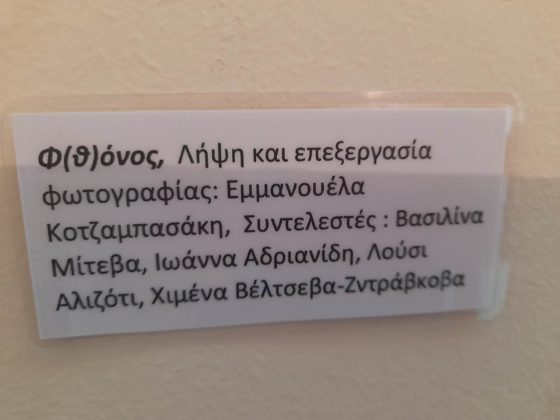 Φ(ϑ)όνος, Λήψη και επεξεργασία
φωτογραφίας: Εμμανουέλα
Κοτζαμπασάκη, Συντελεστές : Βασιλίνα
Μίτεβα, Ιωάννα Αδριανίδη, Λούσι
Αλιζότι, Χιμένα Βέλτσεβα-Ζντράβκοβα